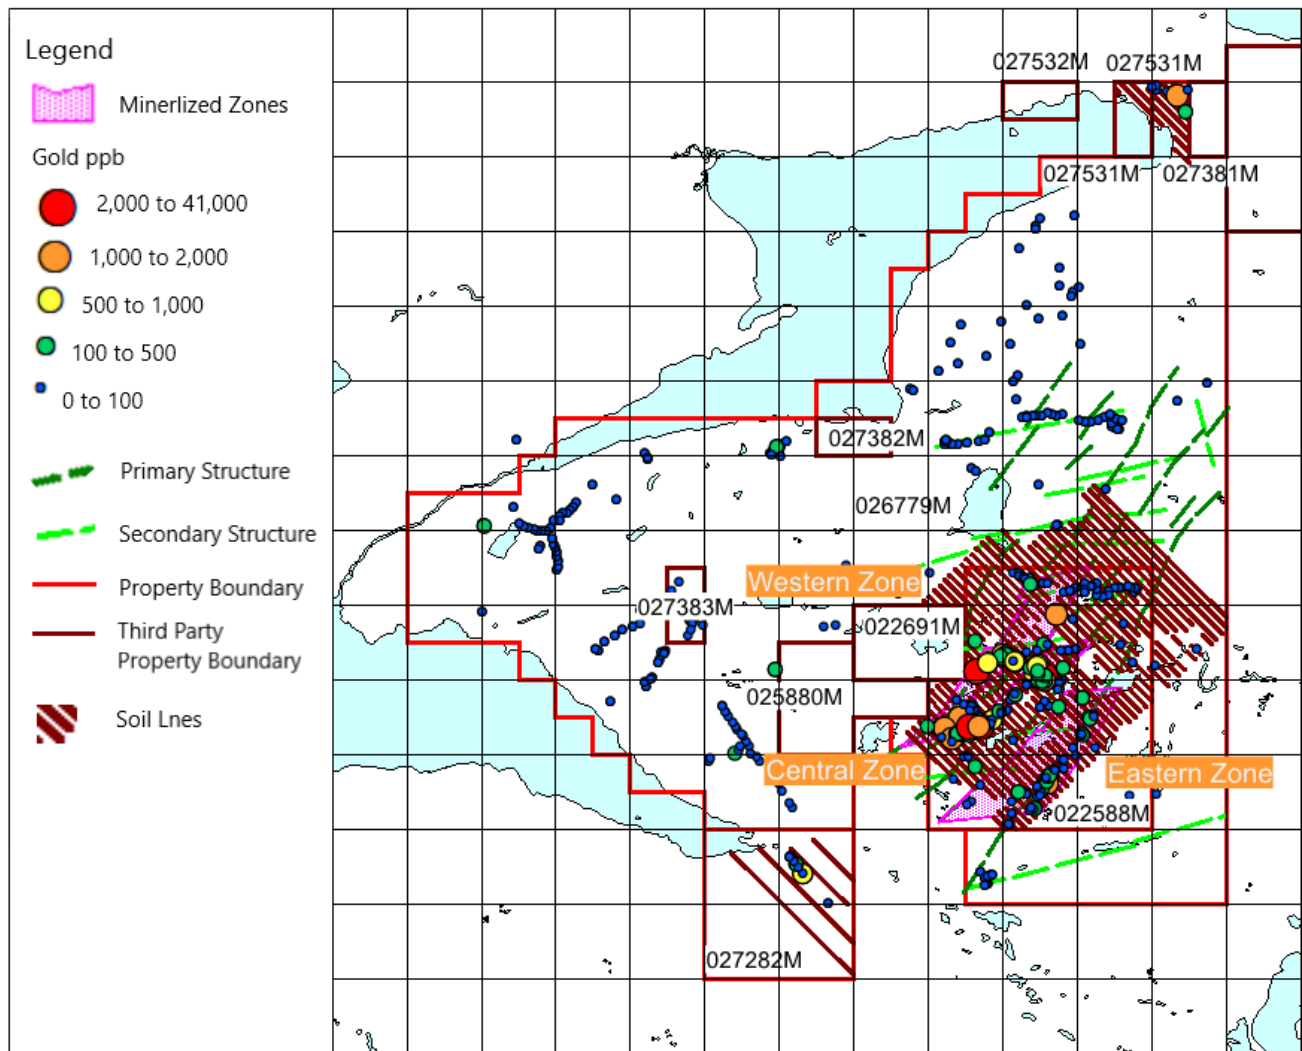 Legend
Minerlized Zones
Gold ppb
2,000 to 41,000
1,000 to 2,000
500 to 1,000
100 to 500
0 to 100
Primary Structure
Secondary Structure
Property Boundary
Third Party
Property Boundary
Soil Lnes
027532M
027531M
027531M
027381M
027382M
026779M
Western Zone
027383M
022691M
025880M
Central Zone
Eastern Zone
022588M
027282M